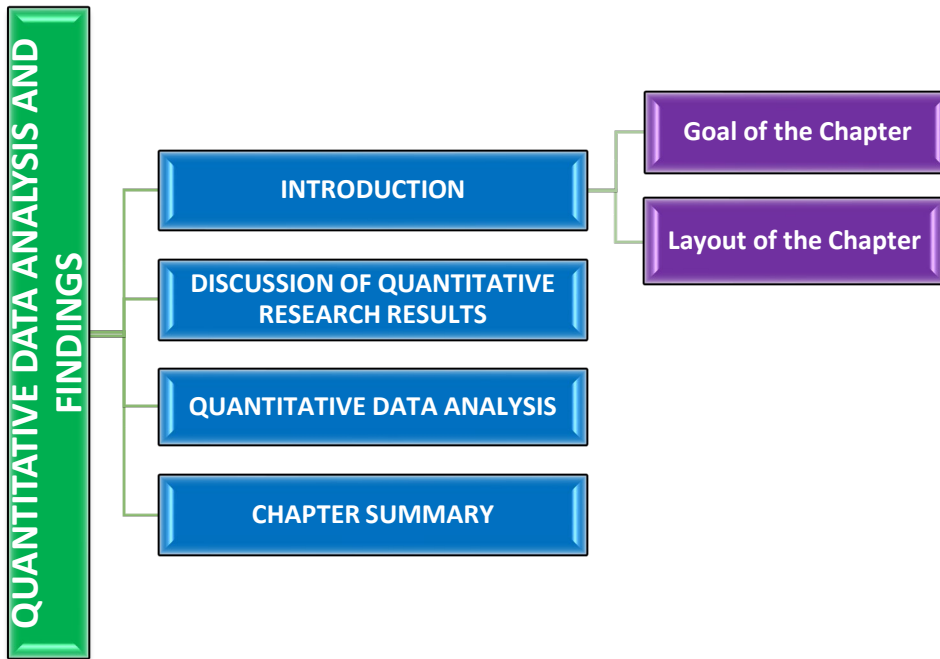 QUANTITATIVE DATA ANALYSIS AND
FINDINGS
INTRODUCTION
Goal of the Chapter
Layout of the Chapter
DISCUSSION OF QUANTITATIVE
RESEARCH RESULTS
QUANTITATIVE DATA ANALYSIS
CHAPTER SUMMARY